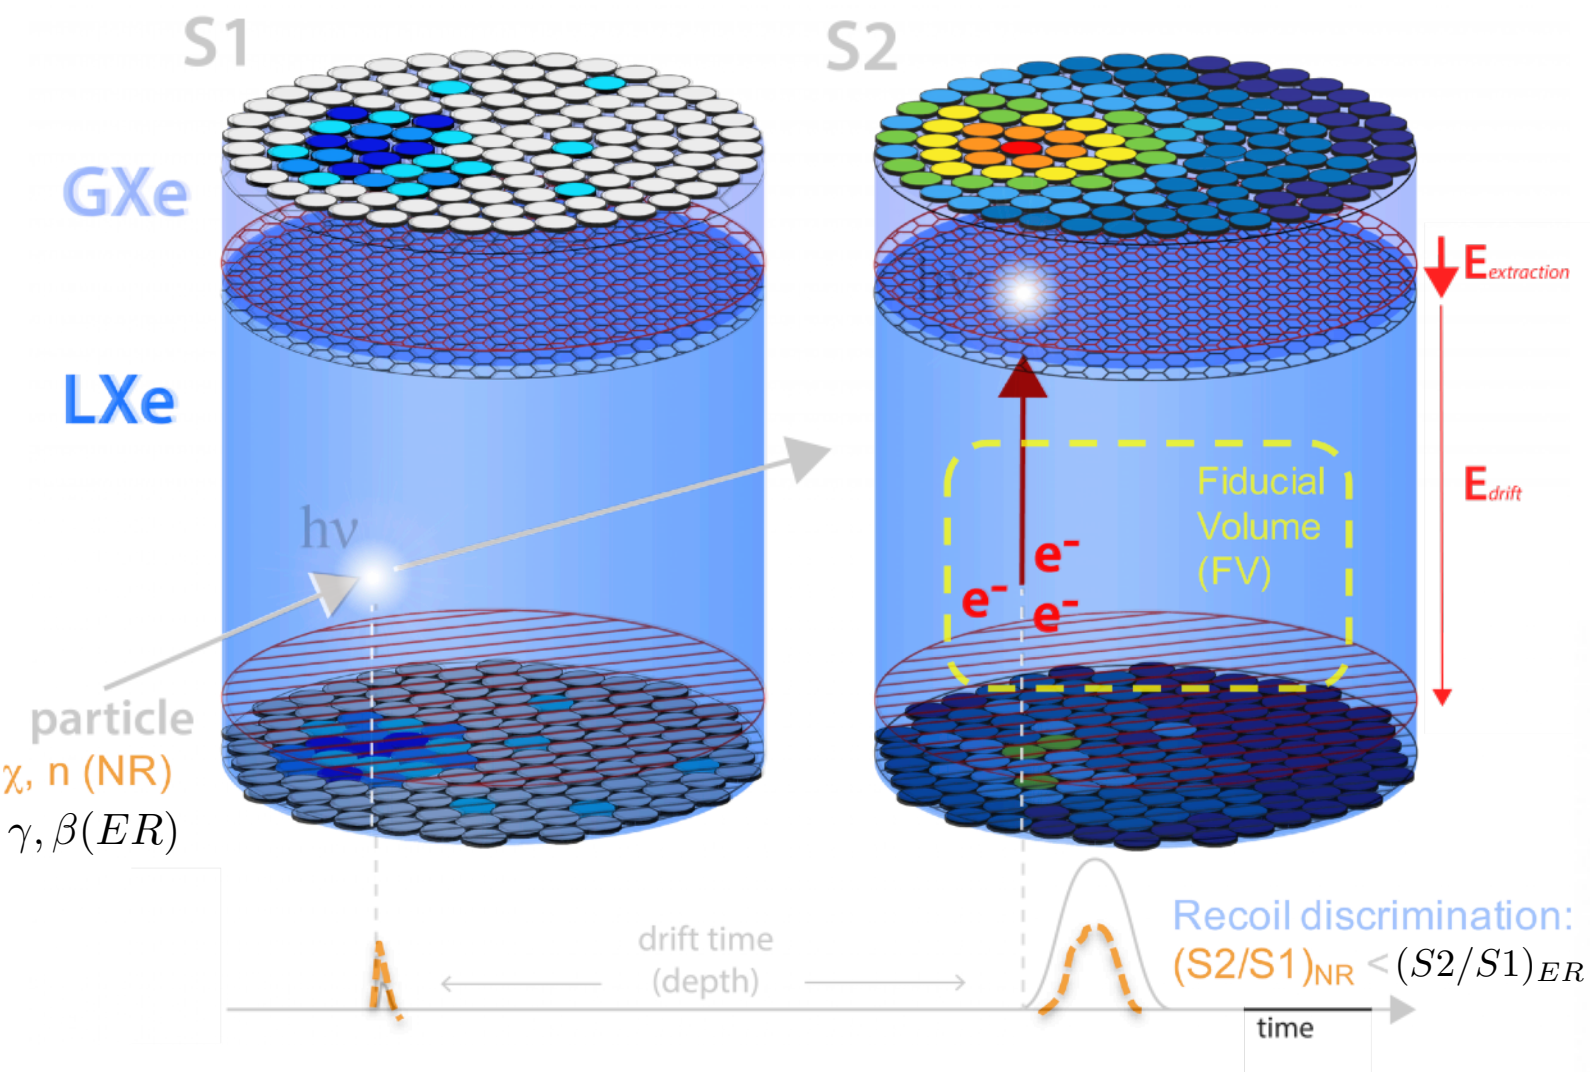 S1
S2
GXe
LXe
E extraction
E drift
hν
Fiducial
Volume
(FV)
e-
e-
e-
particle
χ, n (NR)
γ, β(ER)
drift time
(depth)
Recoil discrimination:
(S2/S1)NR < (S2/S1)ER
time